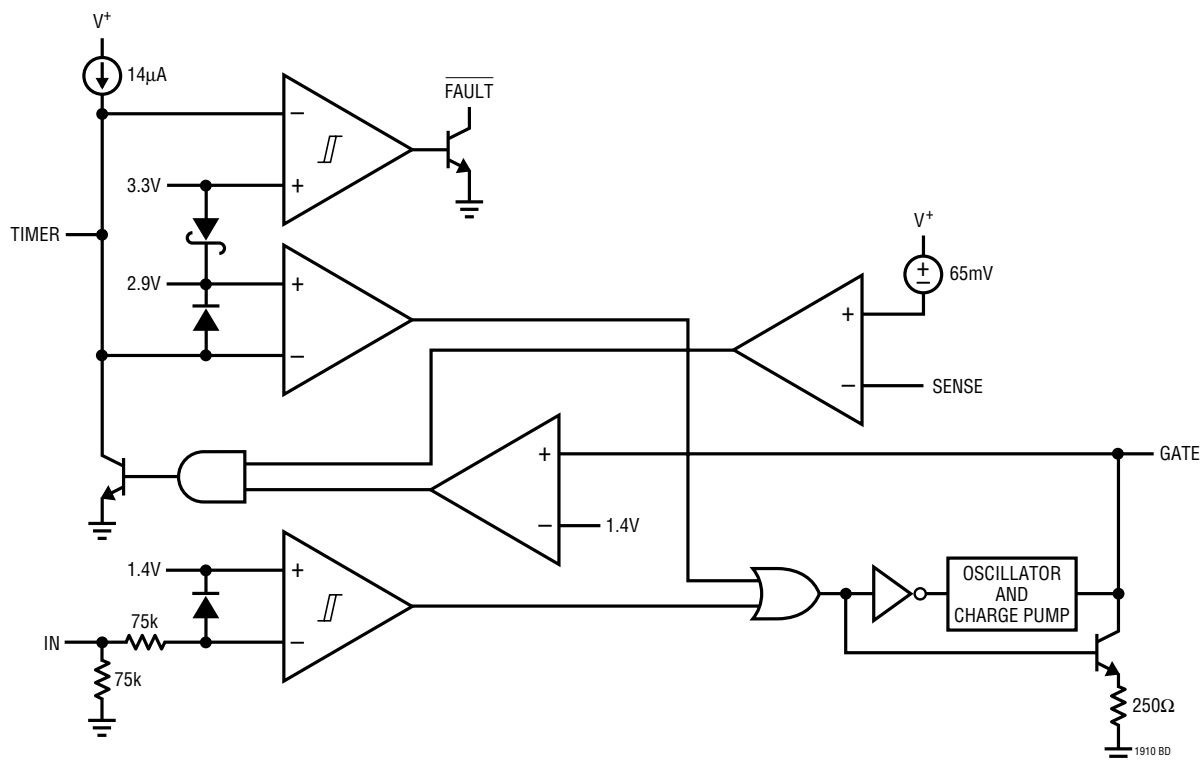 V+
14μA
FAULT
3.3V
TIMER
V+
+
−
65mV
2.9V
−
+
+
−
+
−
SENSE
+
−
1.4V
GATE
1.4V
+
−
IN
75k
75k
OSCILLATOR
AND
CHARGE PUMP
250Ω
1910 BD